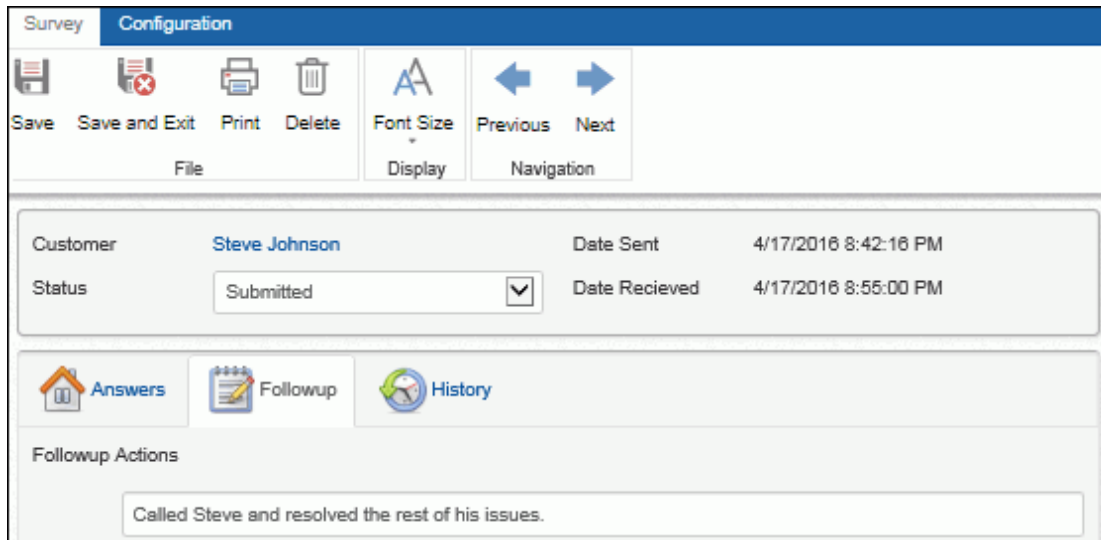 Survey Configuration
Save Save and Exit Print Delete Font Size Previous Next
File Display Navigation
Customer Steve Johnson Date Sent 4/17/2016 8:42:16 PM
Status Submitted Date Recieved 4/17/2016 8:55:00 PM
Answers Followup History
Followup Actions
Called Steve and resolved the rest of his issues.